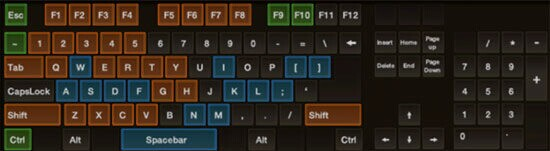 Esc F1 F2 F3 F4 F5 F6 F7 F8 F9 F10 F11 F12
~ 1 2 3 4 5 6 7 8 9 0 - = \ ← Insert Home Page up / * -
Tab Q W E R T Y U I O P [ ] Delete End Page Down 7 8 9 +
CapsLock A S D F G H J K L ; ‘ 4 5 6
Shift Z X C V B N M , . / Shift ↑ 1 2 3
Ctrl Alt Spacebar Alt Ctrl ← ↓ → 0 .